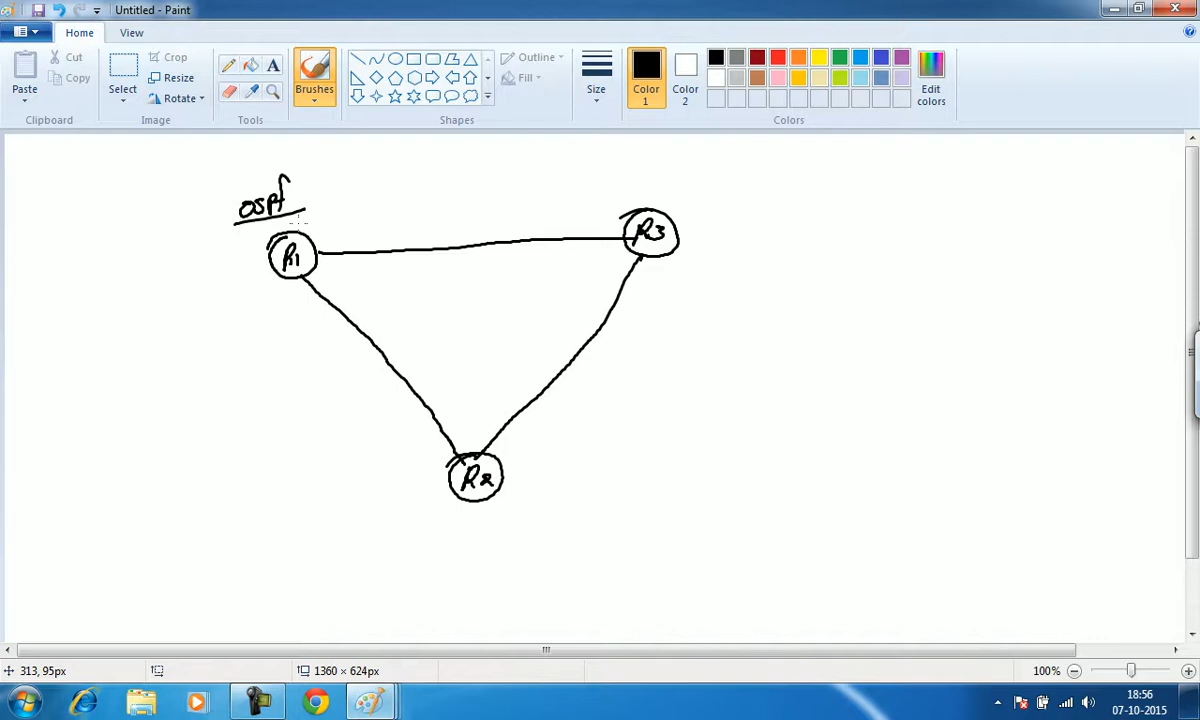 Untitled - Paint
Home
View
Paste
Cut
Copy
Clipboard
Select
Crop
Resize
Rotate
Image
Tools
Brushes
Shapes
Outline
Fill
Size
Color 1
Color 2
Edit colors
Colors
ospf
R1
R3
R2
313, 95px
1360 × 624px
100%
18:56
07-10-2015